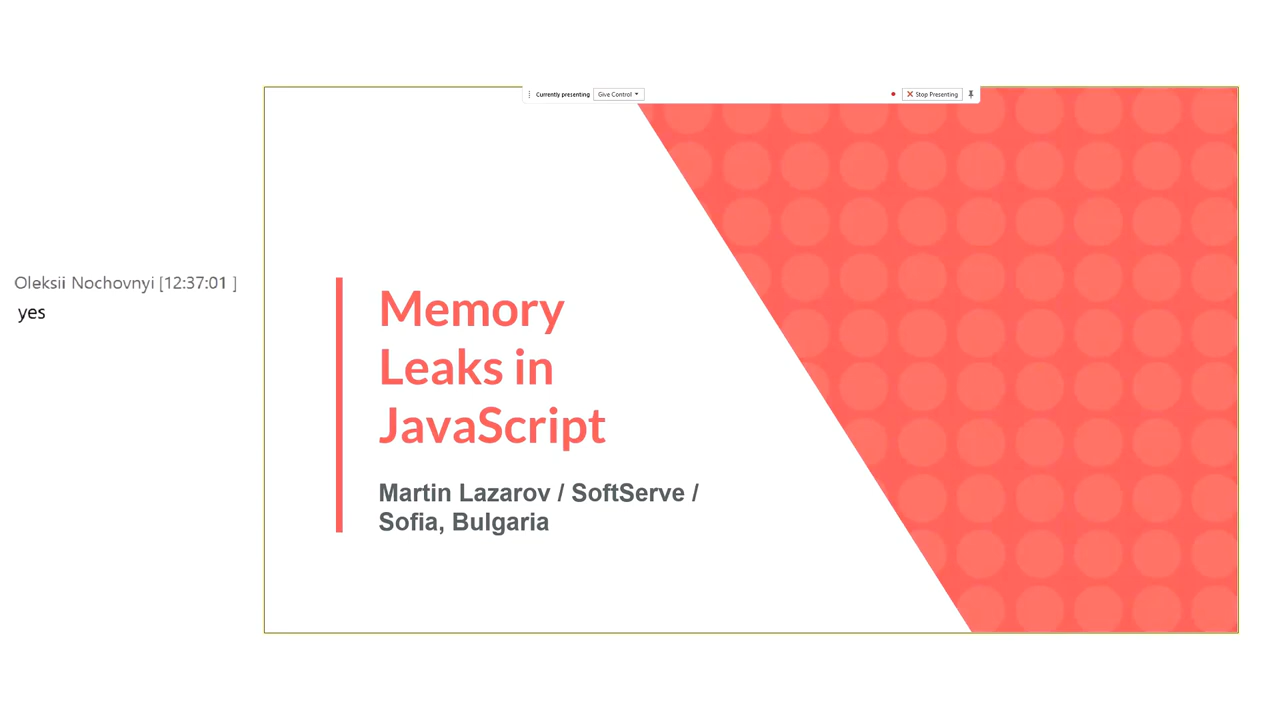 Currently presenting Give Control Stop Presenting
Oleksii Nochovnyi [12:37:01 ]
yes
Memory
Leaks in
JavaScript
Martin Lazarov / SoftServe /
Sofia, Bulgaria